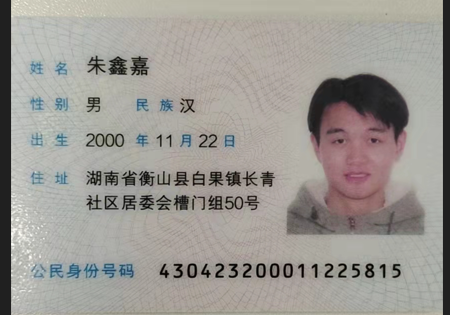 姓名 朱鑫嘉
性别 男 民族 汉
出生 2000 年 11 月 22 日
住址 湖南省衡山县白果镇长青
社区居委会槽门组50号
公民身份号码 430423200011225815